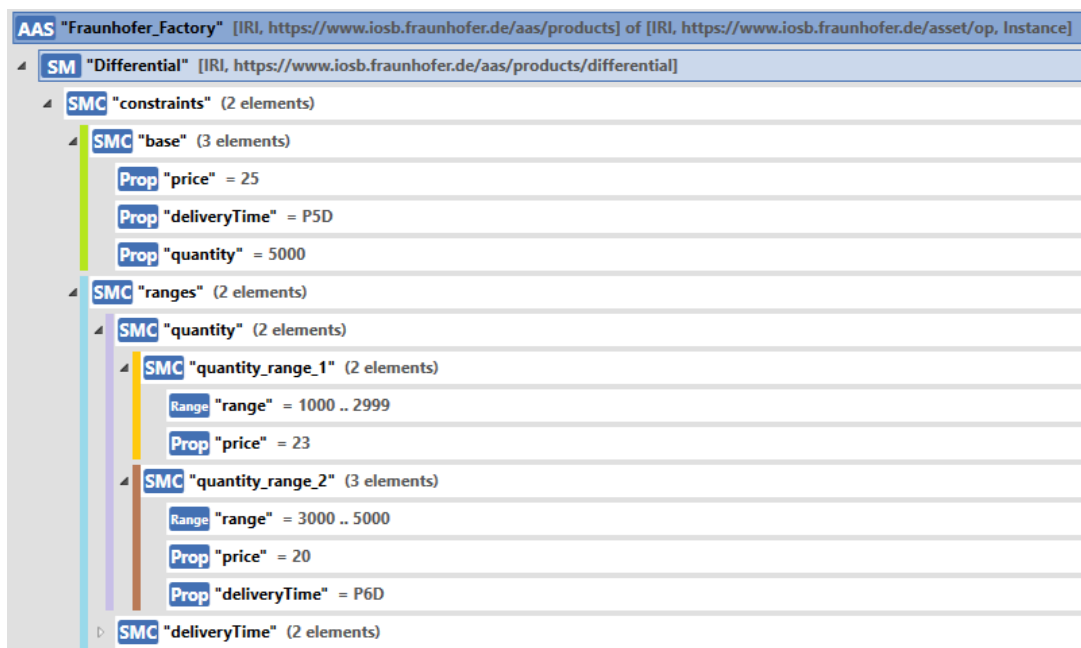 AAS "Fraunhofer_Factory" [IRI, https://www.iosb.fraunhofer.de/aas/products] of [IRI, https://www.iosb.fraunhofer.de/asset/op, Instance]
SM "Differential" [IRI, https://www.iosb.fraunhofer.de/aas/products/differential]
SMC "constraints" (2 elements)
SMC "base" (3 elements)
Prop "price" = 25
Prop "deliveryTime" = P5D
Prop "quantity" = 5000
SMC "ranges" (2 elements)
SMC "quantity" (2 elements)
SMC "quantity_range_1" (2 elements)
Range "range" = 1000 .. 2999
Prop "price" = 23
SMC "quantity_range_2" (3 elements)
Range "range" = 3000 .. 5000
Prop "price" = 20
Prop "deliveryTime" = P6D
SMC "deliveryTime" (2 elements)